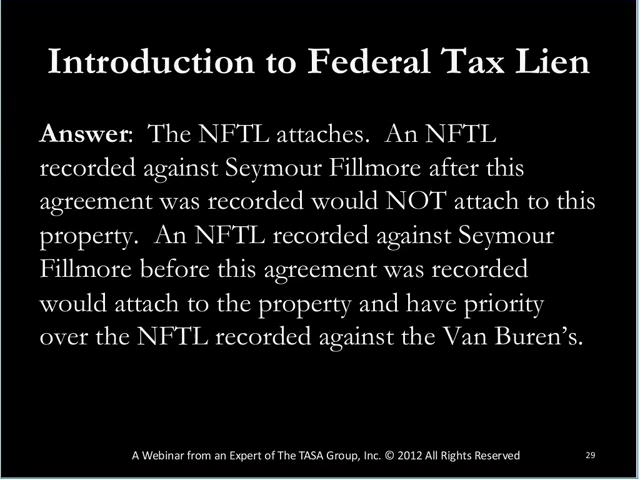 Introduction to Federal Tax Lien
Answer:  The NFTL attaches.  An NFTL
recorded against Seymour Fillmore after this
agreement was recorded would NOT attach to this
property.  An NFTL recorded against Seymour
Fillmore before this agreement was recorded
would attach to the property and have priority
over the NFTL recorded against the Van Buren’s.
A Webinar from an Expert of The TASA Group, Inc. © 2012 All Rights Reserved
29